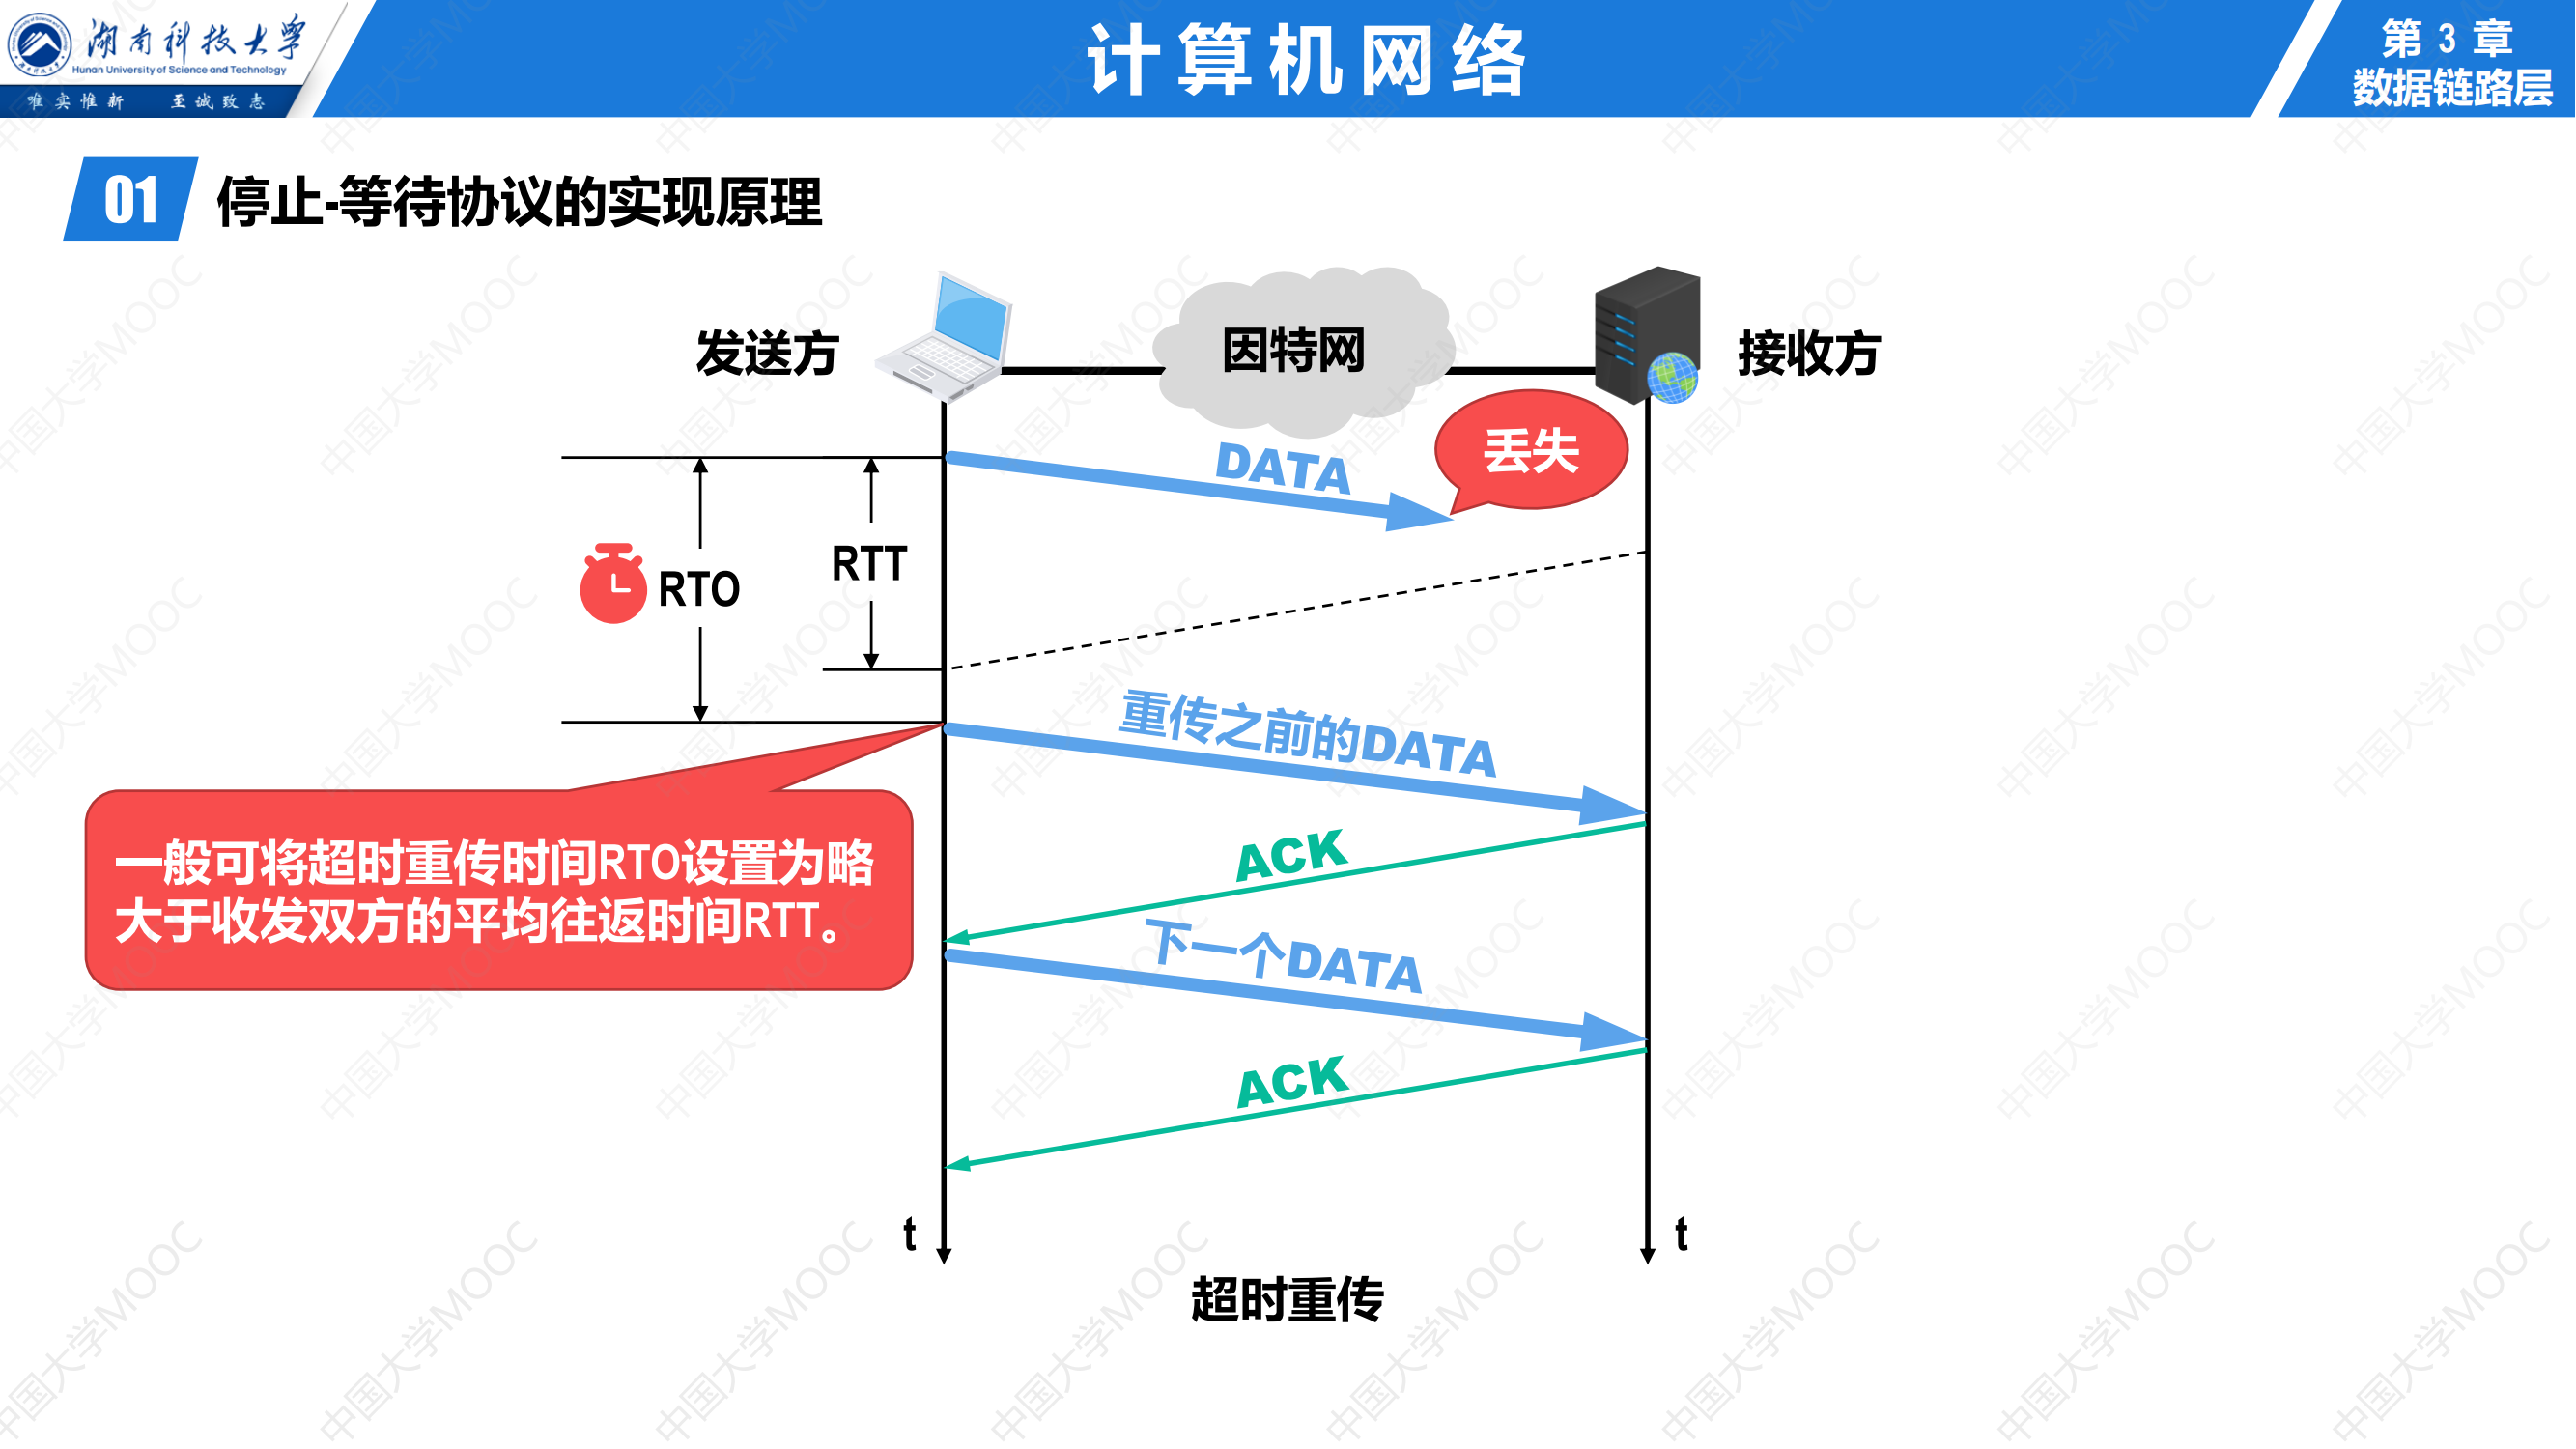 湖南科技大学
Hunan University of Science and Technology
唯实惟新 至诚致志
计算机网络
第 3 章
数据链路层
01 停止-等待协议的实现原理
发送方
因特网
接收方
丢失
DATA
RTT
RTO
重传之前的DATA
一般可将超时重传时间RTO设置为略
大于收发双方的平均往返时间RTT。
ACK
下一个DATA
ACK
t
t
超时重传
中国大学MOOC